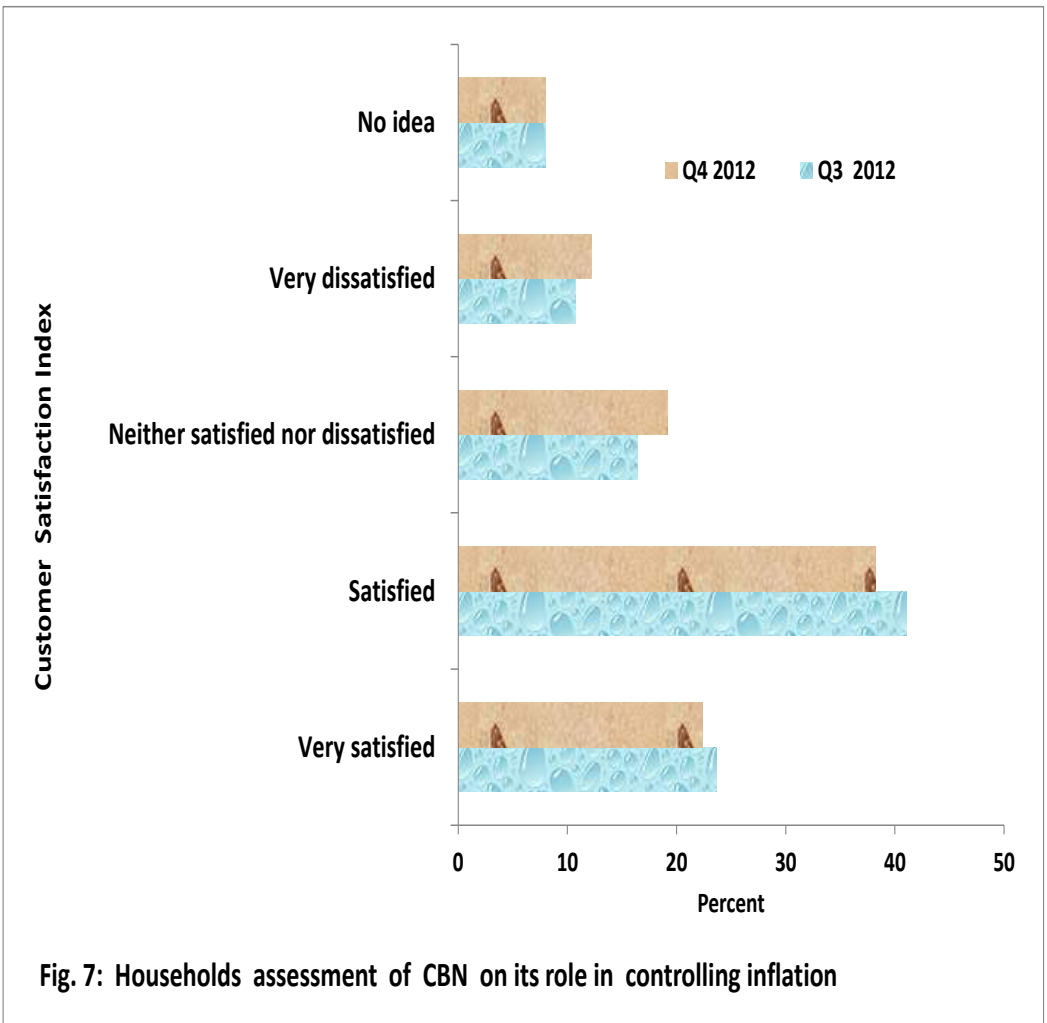 No idea
Q4 2012 Q3 2012
Very dissatisfied
Customer Satisfaction Index
Neither satisfied nor dissatisfied
Satisfied
Very satisfied
0 10 20 30 40 50
Percent
Fig. 7: Households assessment of CBN on its role in controlling inflation